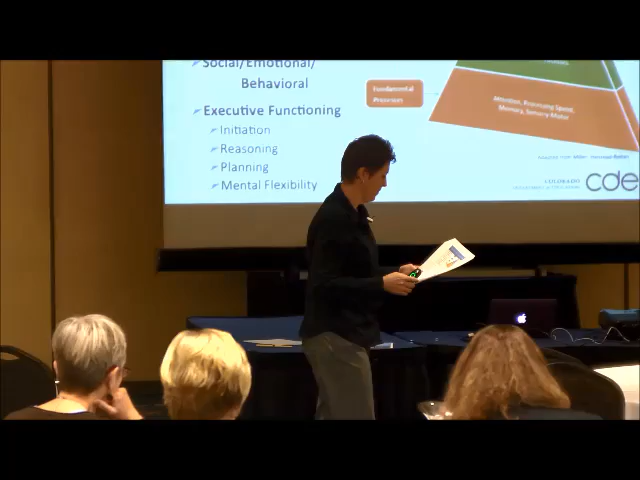 Social/Emotional/
Behavioral
Executive Functioning
Initiation
Reasoning
Planning
Mental Flexibility
Fundamental
Processes
Attention, Processing Speed,
Memory, Sensory-Motor
COLORADO
cde